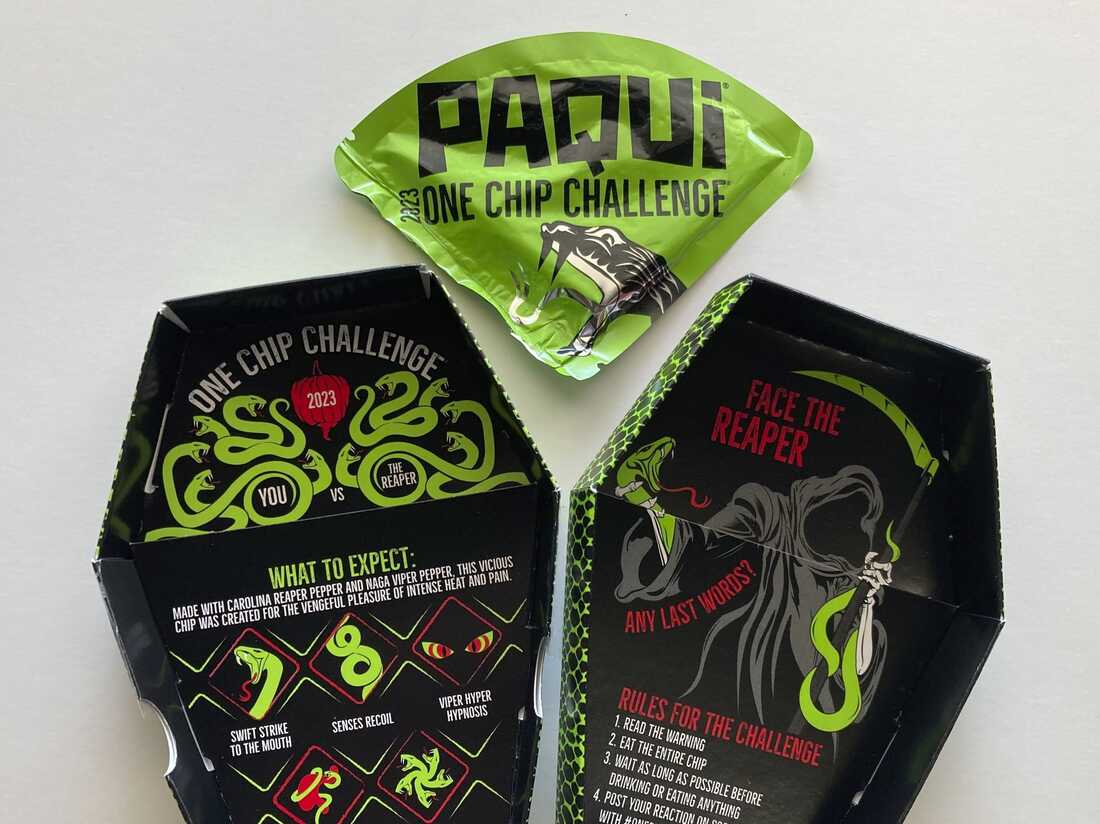 PAQUI
2023 ONE CHIP CHALLENGE
ONE CHIP CHALLENGE
2023
YOU VS THE REAPER
WHAT TO EXPECT:
MADE WITH CAROLINA REAPER PEPPER AND NAGA VIPER PEPPER, THIS VICIOUS
CHIP WAS CREATED FOR THE VENGEFUL PLEASURE OF INTENSE HEAT AND PAIN.
SWIFT STRIKE
TO THE MOUTH
SENSES RECOIL
VIPER HYPER
HYPNOSIS
FACE THE
REAPER
ANY LAST WORDS?
RULES FOR THE CHALLENGE
1. READ THE WARNING
2. EAT THE ENTIRE CHIP
3. WAIT AS LONG AS POSSIBLE BEFORE
DRINKING OR EATING ANYTHING
4. POST YOUR REACTION ON
WITH